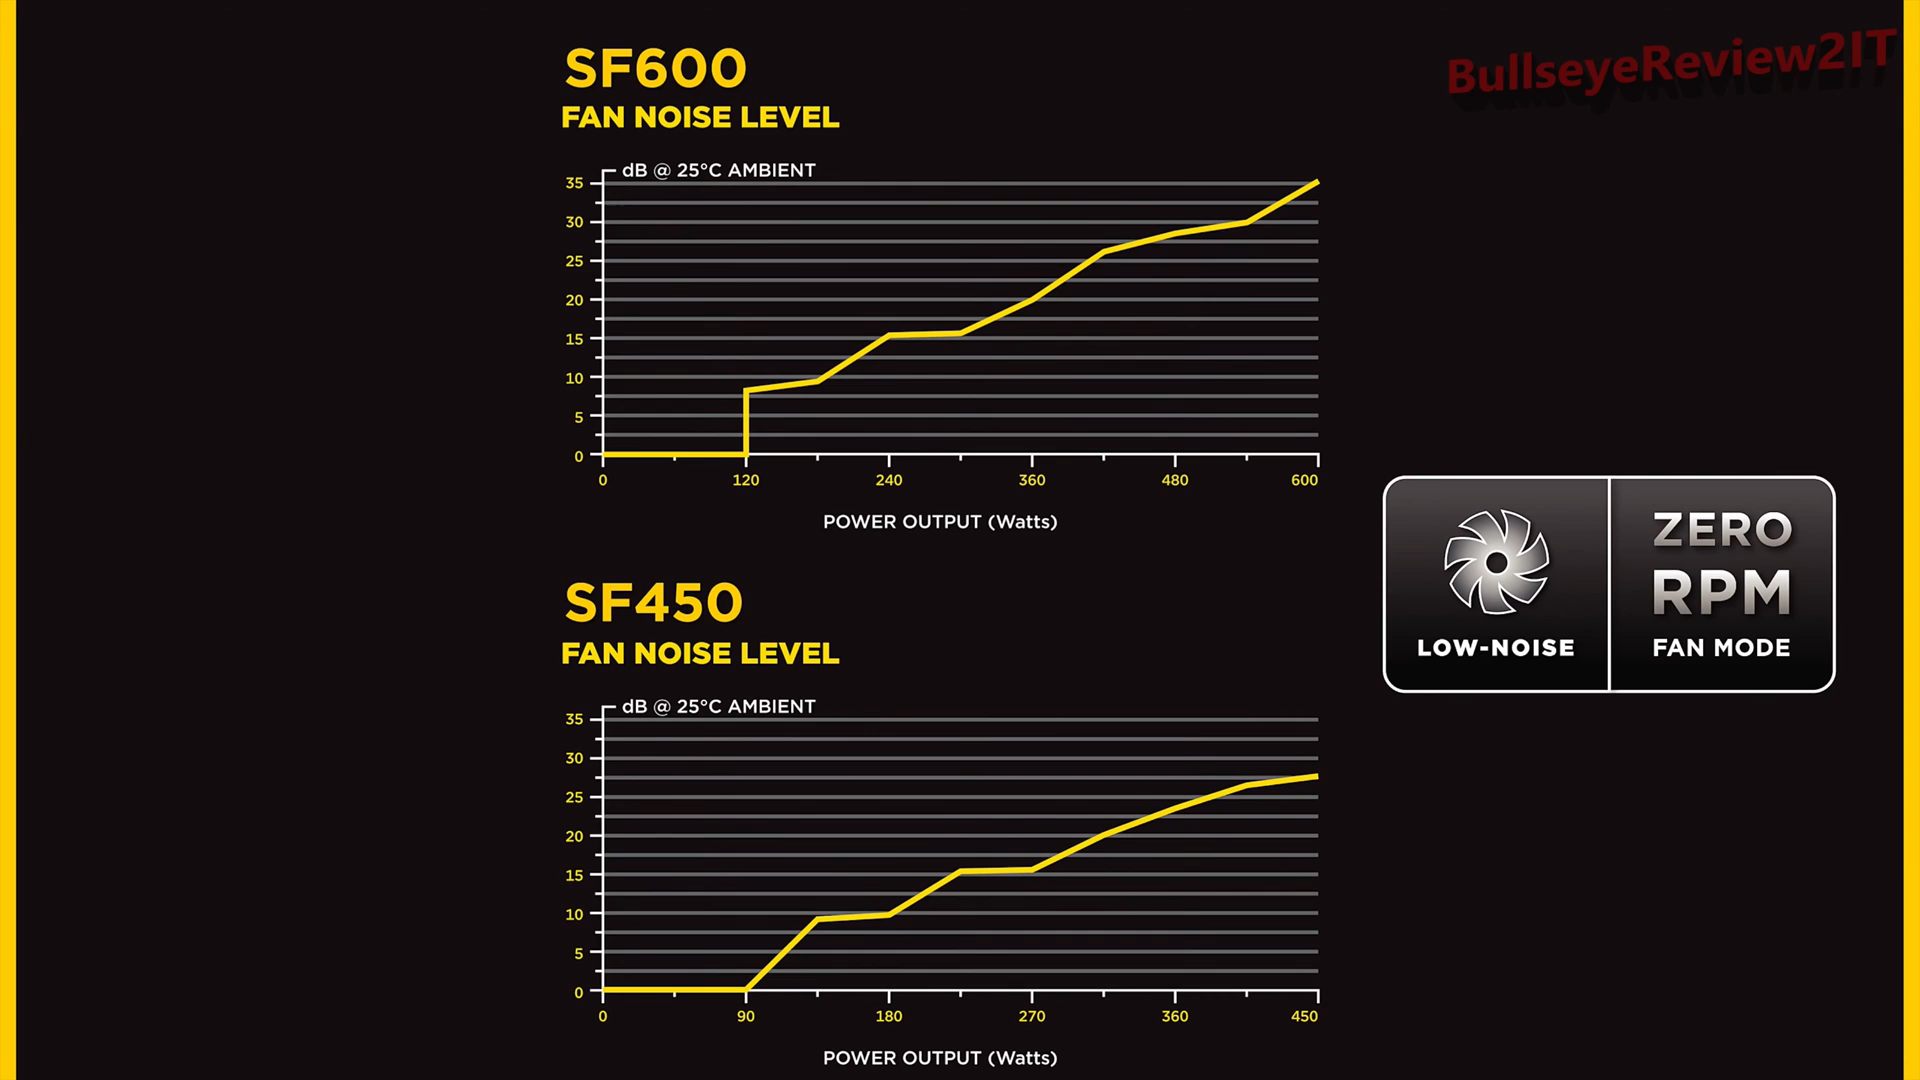 BullseyeReview2IT
SF600
FAN NOISE LEVEL
dB @ 25°C AMBIENT
35
30
25
20
15
10
5
0
0 120 240 360 480 600
POWER OUTPUT (Watts)
SF450
FAN NOISE LEVEL
dB @ 25°C AMBIENT
35
30
25
20
15
10
5
0
0 90 180 270 360 450
POWER OUTPUT (Watts)
LOW-NOISE
ZERO
RPM
FAN MODE